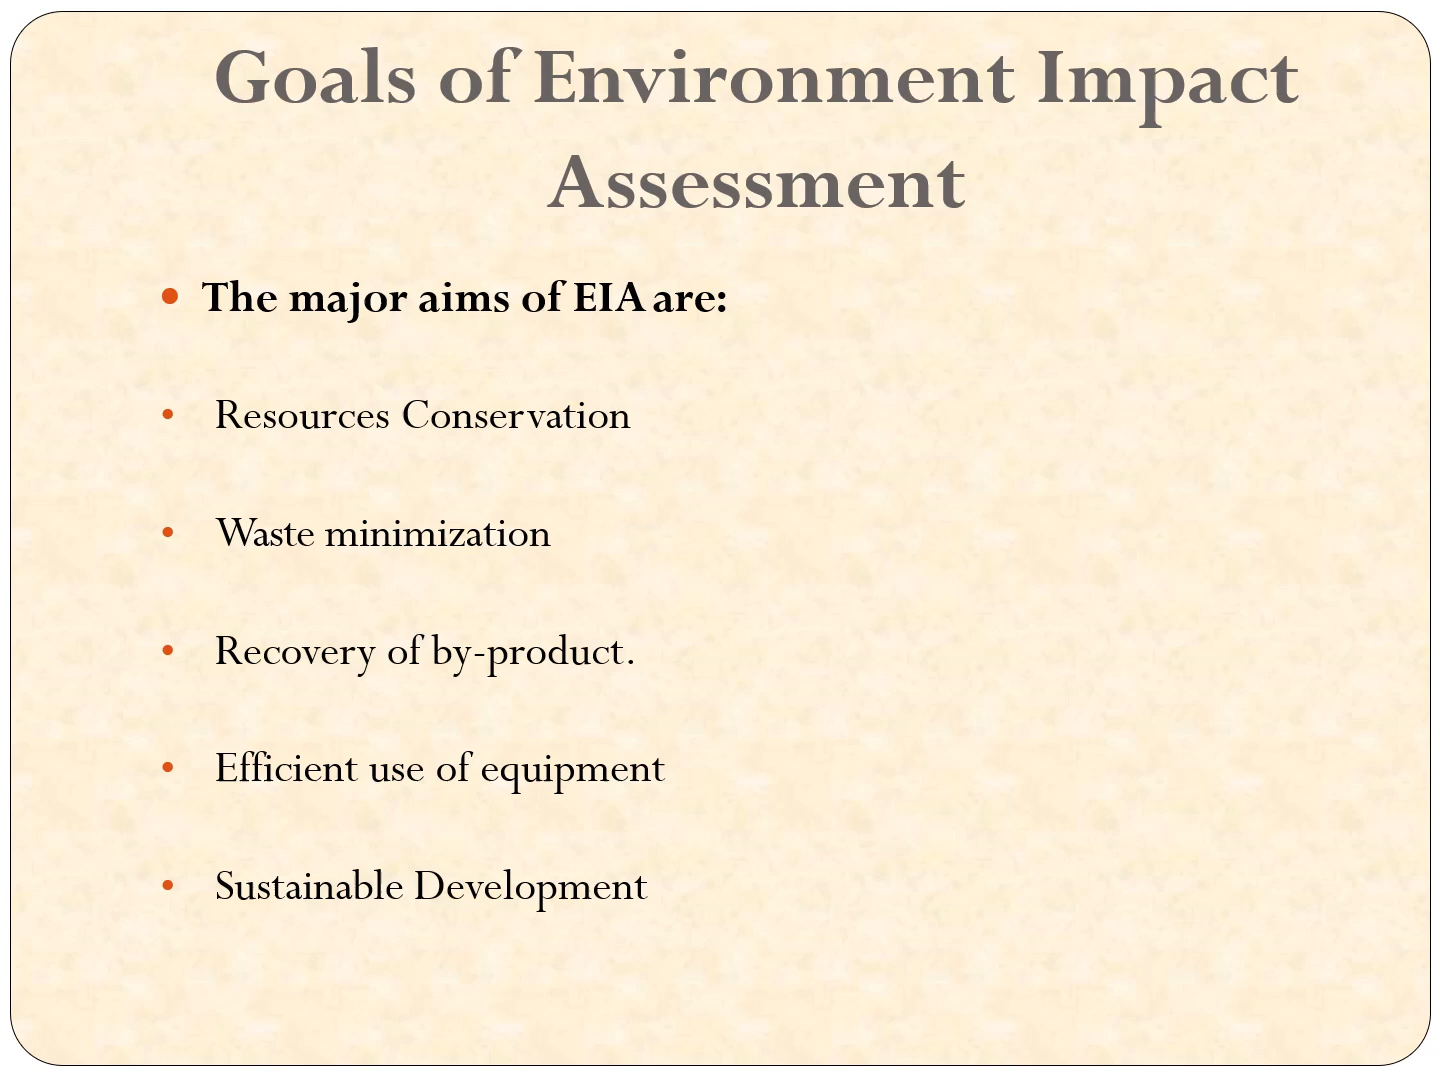 Goals of Environment Impact
Assessment
• The major aims of EIA are:
• Resources Conservation
• Waste minimization
• Recovery of by-product.
• Efficient use of equipment
• Sustainable Development